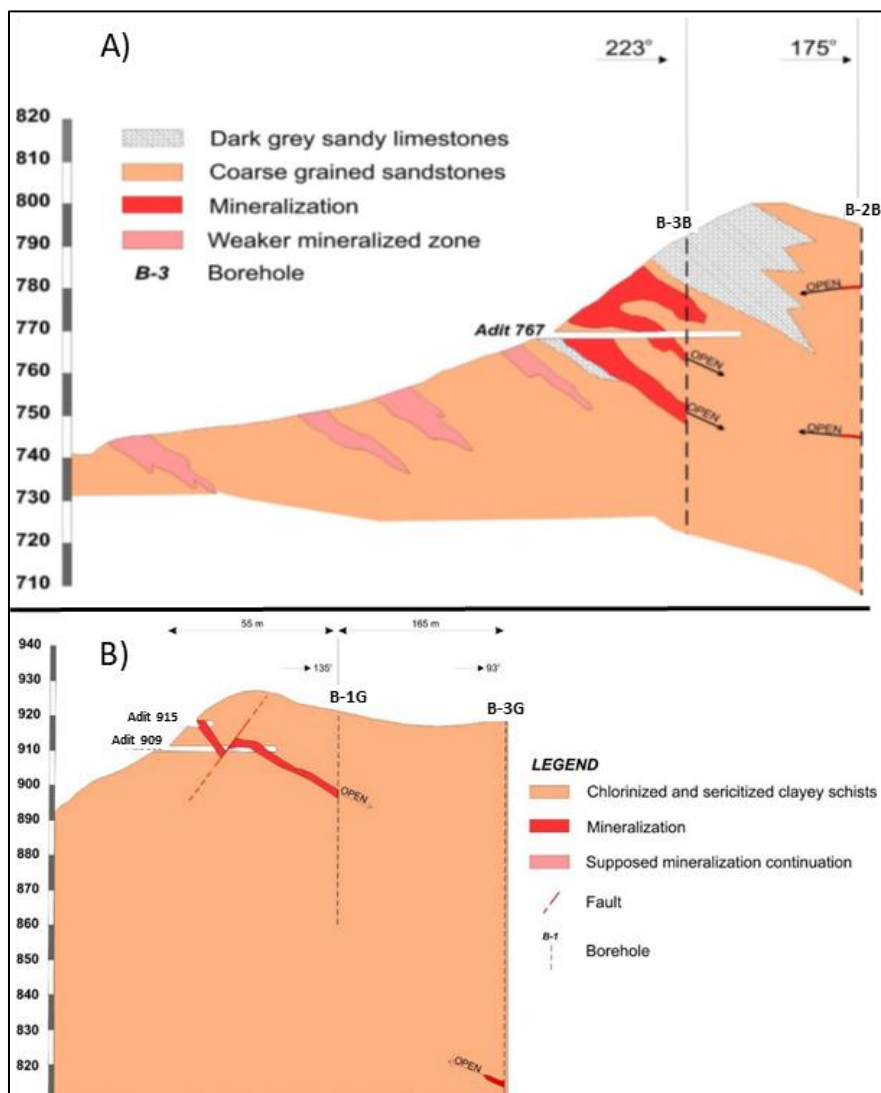 A)
223°
175°
820
810
800
790
780
770
760
750
740
730
720
710
Dark grey sandy limestones
Coarse grained sandstones
Mineralization
Weaker mineralized zone
B-3 Borehole
B-3B
B-2B
OPEN
Adit 767
OPEN
OPEN
OPEN
B)
55 m
165 m
135°
93°
940
930
920
910
900
890
880
870
860
850
840
830
820
B-1G
B-3G
Adit 915
Adit 909
OPEN
OPEN
LEGEND
Chlorinized and sericitized clayey schists
Mineralization
Supposed mineralization continuation
Fault
B-1
Borehole